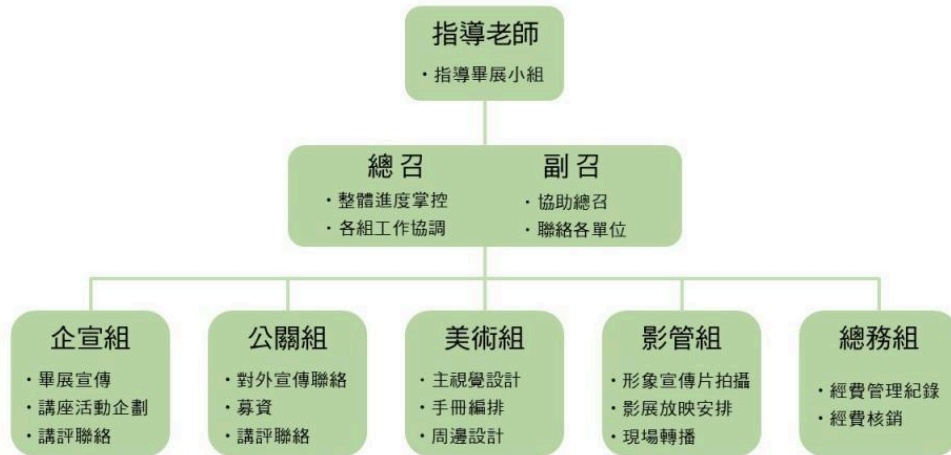 指導老師
・指導畢展小組
總召
・整體進度掌控
・各組工作協調
副召
・協助總召
・聯絡各單位
企宣組
・畢展宣傳
・講座活動企劃
・講評聯絡
公關組
・對外宣傳聯絡
・募資
・講評聯絡
美術組
・主視覺設計
・手冊編排
・周邊設計
影管組
・形象宣傳片拍攝
・影展放映安排
・現場轉播
總務組
・經費管理紀錄
・經費核銷